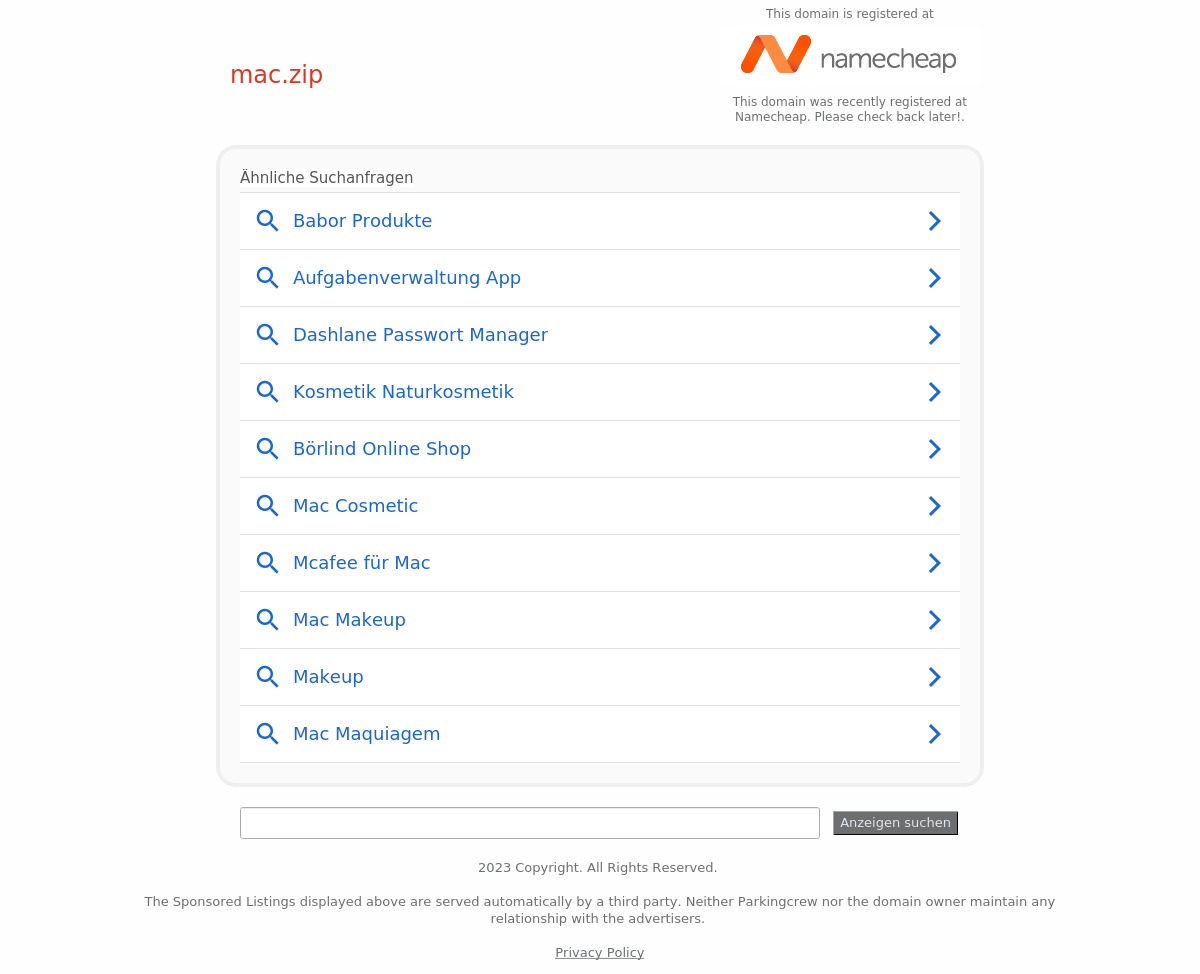 This domain is registered at
namecheap
mac.zip
This domain was recently registered at
Namecheap. Please check back later!.
Ähnliche Suchanfragen
Babor Produkte
Aufgabenverwaltung App
Dashlane Passwort Manager
Kosmetik Naturkosmetik
Börlind Online Shop
Mac Cosmetic
Mcafee für Mac
Mac Makeup
Makeup
Mac Maquiagem
Anzeigen suchen
2023 Copyright. All Rights Reserved.
The Sponsored Listings displayed above are served automatically by a third party. Neither Parkingcrew nor the domain owner maintain any
relationship with the advertisers.
Privacy Policy